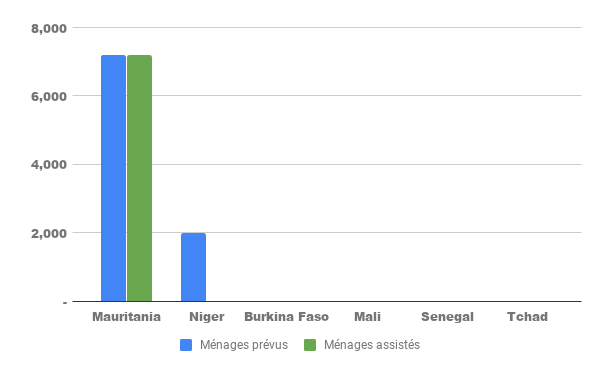 8,000
6,000
4,000
2,000
-
Mauritania Niger Burkina Faso Mali Senegal Tchad
Ménages prévus Ménages assistés